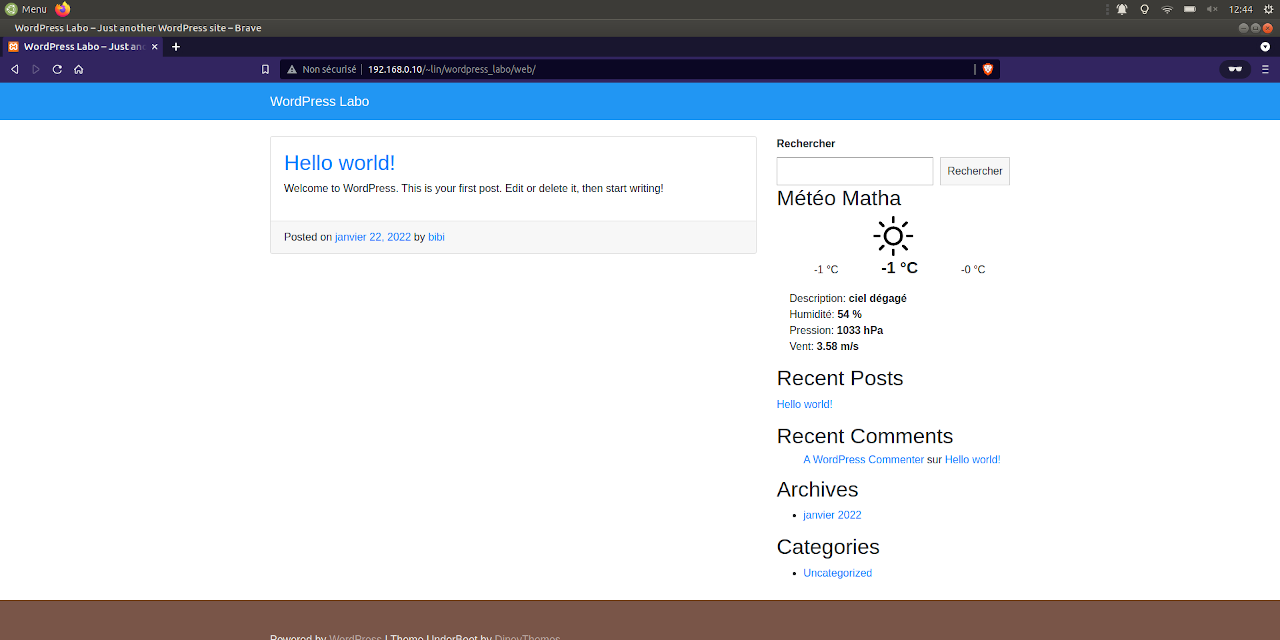 Menu
12:44
WordPress Labo – Just another WordPress site – Brave
WordPress Labo – Just an
Non sécurisé
192.168.0.10/~lin/wordpress_labo/web/
WordPress Labo
Hello world!
Welcome to WordPress. This is your first post. Edit or delete it, then start writing!
Posted on janvier 22, 2022 by bibi
Rechercher
Rechercher
Météo Matha
-1 °C -1 °C -0 °C
Description: ciel dégagé
Humidité: 54 %
Pression: 1033 hPa
Vent: 3.58 m/s
Recent Posts
Hello world!
Recent Comments
A WordPress Commenter sur Hello world!
Archives
• janvier 2022
Categories
• Uncategorized
Powered by WordPress | Theme UnderBoot by DinevThemes